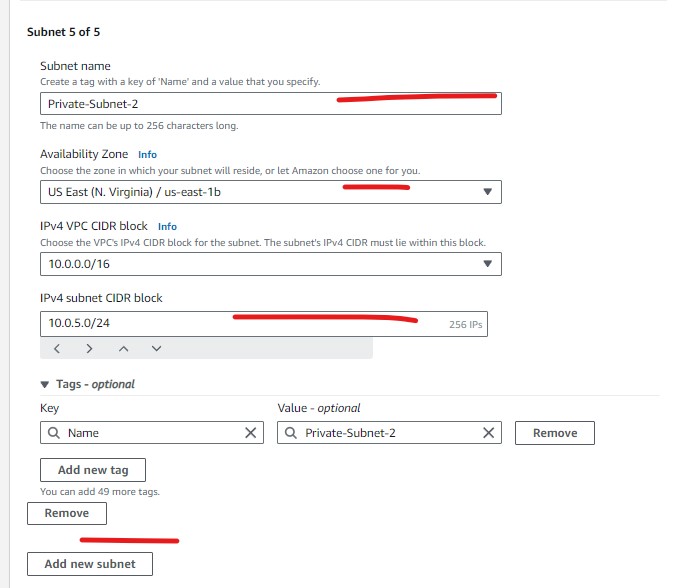 Subnet 5 of 5
Subnet name
Create a tag with a key of 'Name' and a value that you specify.
Private-Subnet-2
The name can be up to 256 characters long.
Availability Zone Info
Choose the zone in which your subnet will reside, or let Amazon choose one for you.
US East (N. Virginia) / us-east-1b
IPv4 VPC CIDR block Info
Choose the VPC's IPv4 CIDR block for the subnet. The subnet's IPv4 CIDR must lie within this block.
10.0.0.0/16
IPv4 subnet CIDR block
10.0.5.0/24 256 IPs
Tags - optional
Key Value - optional
Name Private-Subnet-2 Remove
Add new tag
You can add 49 more tags.
Remove
Add new subnet